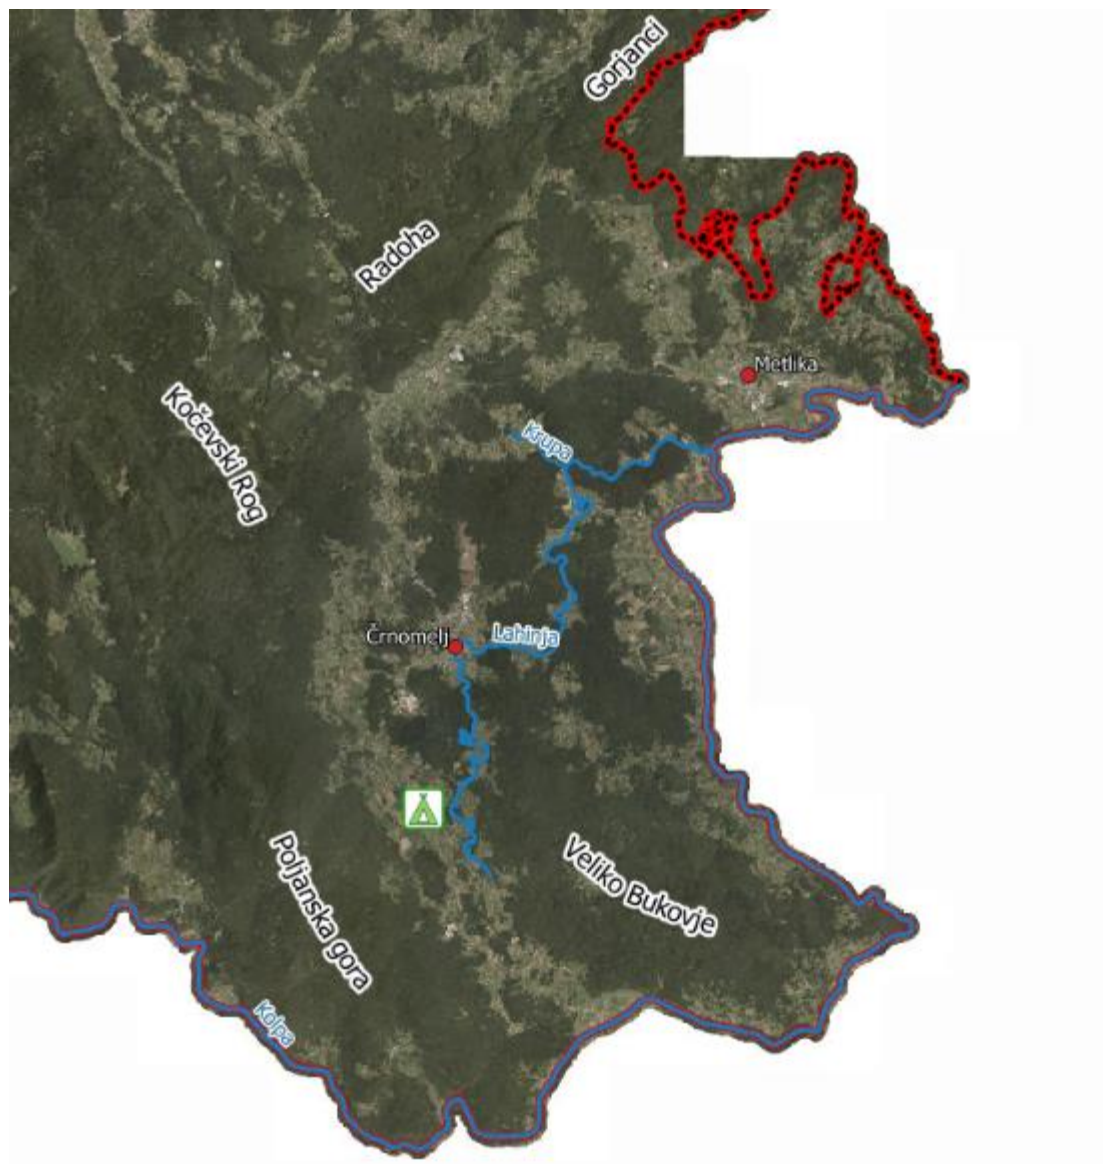 Gorjanci
Radoha
Metlika
Kočevski Rog
Krupa
Črnomelj
Lahinja
Veliko Bukovje
Poljanska gora
Kolpa